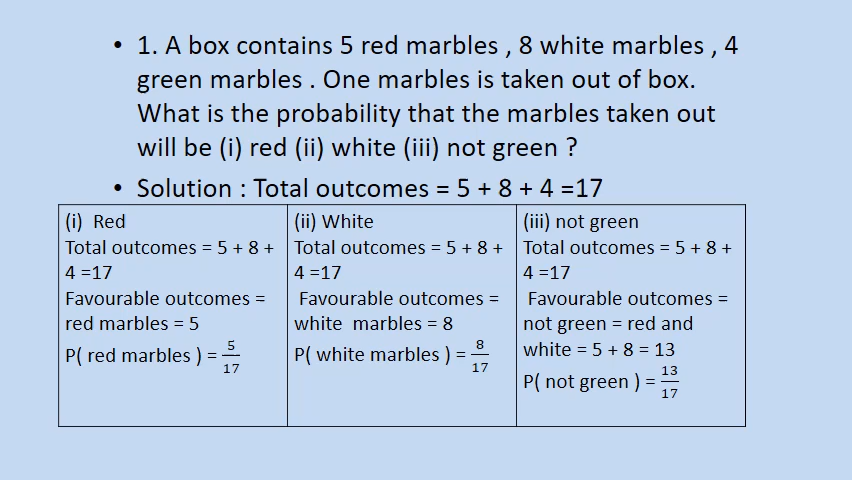 • 1. A box contains 5 red marbles , 8 white marbles , 4
green marbles . One marbles is taken out of box.
What is the probability that the marbles taken out
will be (i) red (ii) white (iii) not green ?
• Solution : Total outcomes = 5 + 8 + 4 =17
(i) Red
Total outcomes = 5 + 8 +
4 =17
Favourable outcomes =
red marbles = 5
P( red marbles ) = 5/17
(ii) White
Total outcomes = 5 + 8 +
4 =17
Favourable outcomes =
white marbles = 8
P( white marbles ) = 8/17
(iii) not green
Total outcomes = 5 + 8 +
4 =17
Favourable outcomes =
not green = red and
white = 5 + 8 = 13
P( not green ) = 13/17